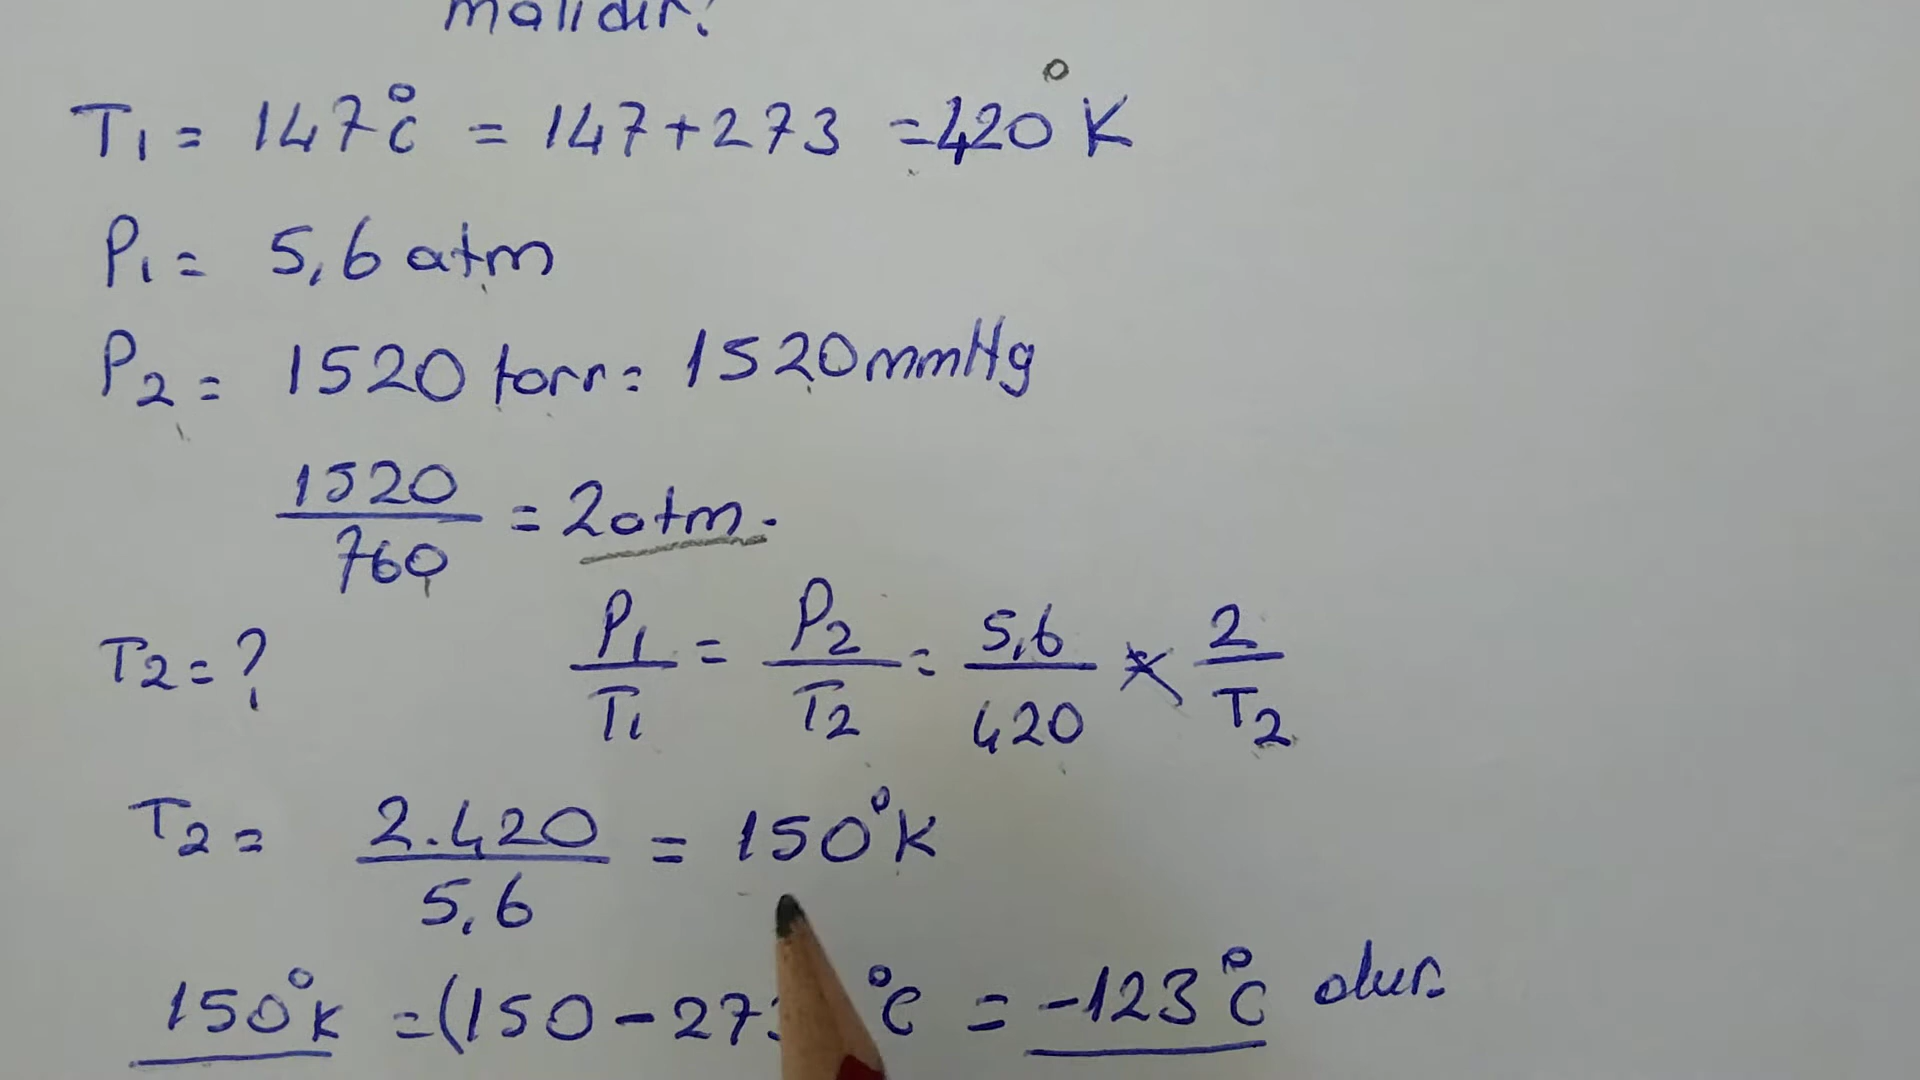 malıdır.
T1 = 147°C = 147+273 = 420°K
P1 = 5,6 atm
P2 = 1520 torr = 1520 mmHg
1520/760 = 2 atm.
T2 = ? P1/T1 = P2/T2 = 5,6/420 × 2/T2
T2 = 2.420/5,6 = 150°K
150°K = (150-273 °C = -123°C olur.